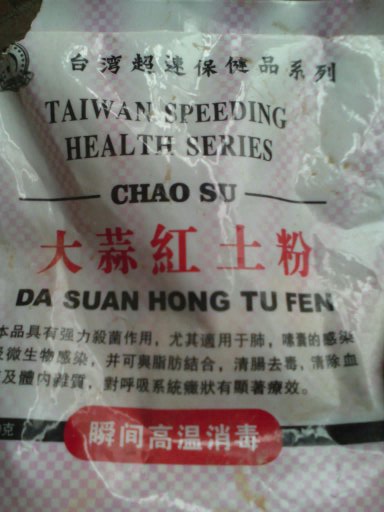 台湾超速保健品系列
TAIWAN SPEEDING
HEALTH SERIES
CHAO SU
大蒜紅土粉
DA SUAN HONG TU FEN
本品具有强力殺菌作用，尤其適用于肺，嗉囊的感染
微生物感染，并可與脂肪結合，清腸去毒，清除血
及體內雜質，對呼吸系統癥狀有顯著療效。
克
瞬间高温消毒